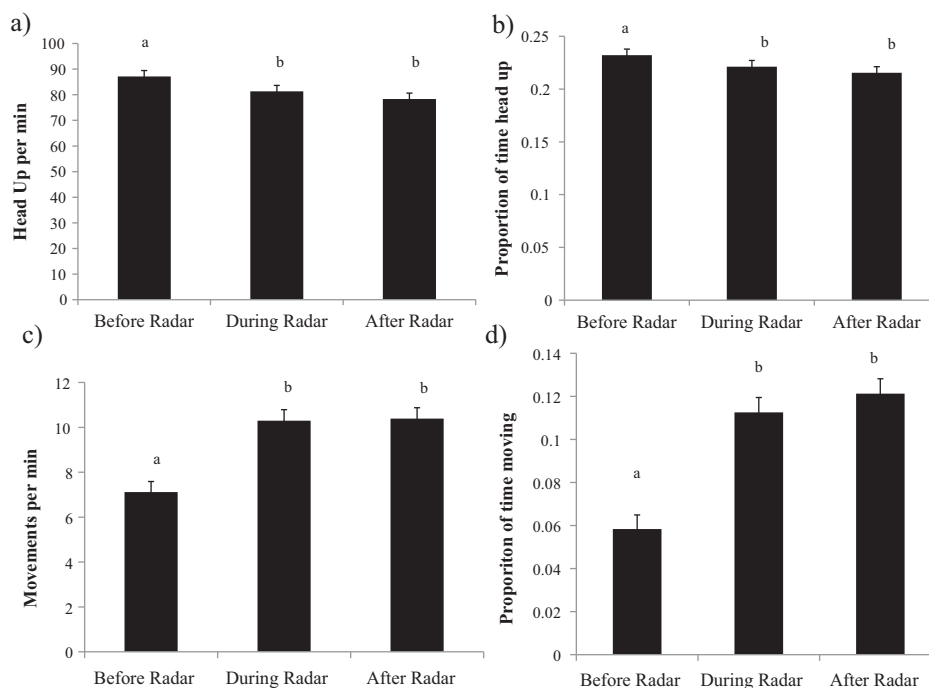 a)
Head Up per min
100
90
80
70
60
50
40
30
20
10
0
a
b
b
Before Radar
During Radar
After Radar
b)
Proportion of time head up
0.25
0.2
0.15
0.1
0.05
0
a
b
b
Before Radar
During Radar
After Radar
c)
Movements per min
12
10
8
6
4
2
0
a
b
b
Before Radar
During Radar
After Radar
d)
Proporiton of time moving
0.14
0.12
0.1
0.08
0.06
0.04
0.02
0
a
b
b
Before Radar
During Radar
After Radar